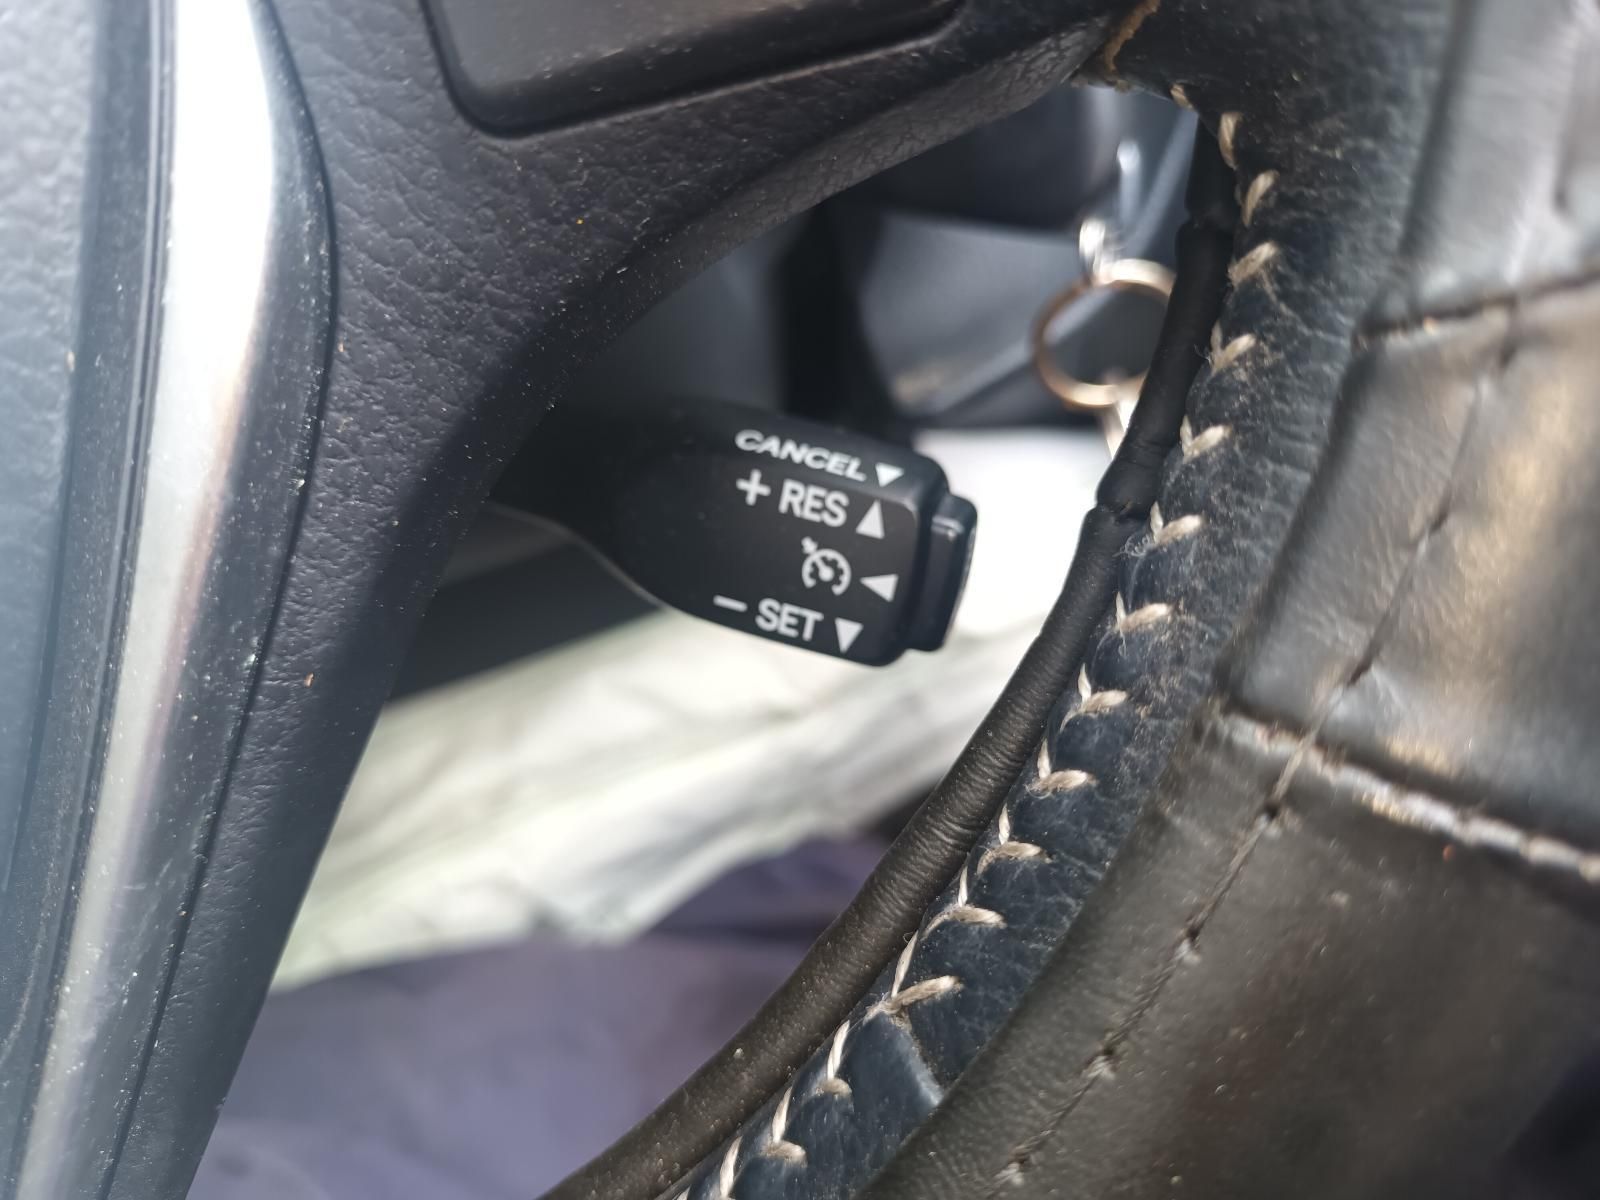 CANCEL ▼
+ RES ▲
◀
− SET ▼